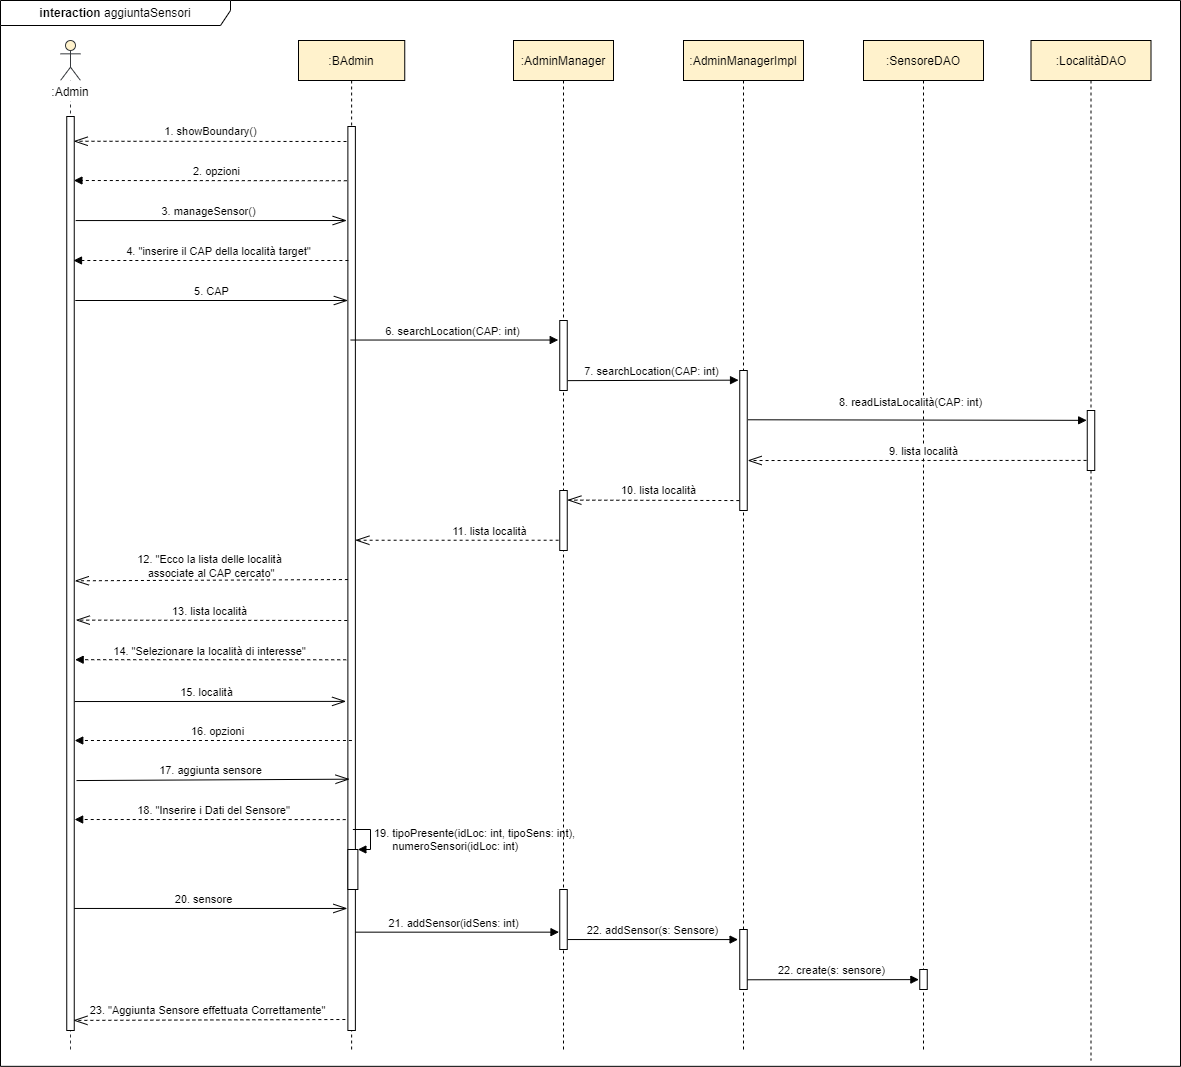 interaction aggiuntaSensori
:Admin
:BAdmin
:AdminManager
:AdminManagerImpl
:SensoreDAO
:LocalitàDAO
1. showBoundary()
2. opzioni
3. manageSensor()
4. "inserire il CAP della località target"
5. CAP
6. searchLocation(CAP: int)
7. searchLocation(CAP: int)
8. readListaLocalità(CAP: int)
9. lista località
10. lista località
11. lista località
12. "Ecco la lista delle località
associate al CAP cercato"
13. lista località
14. "Selezionare la località di interesse"
15. località
16. opzioni
17. aggiunta sensore
18. "Inserire i Dati del Sensore"
19. tipoPresente(idLoc: int, tipoSens: int),
numeroSensori(idLoc: int)
20. sensore
21. addSensor(idSens: int)
22. addSensor(s: Sensore)
22. create(s: sensore)
23. "Aggiunta Sensore effettuata Correttamente"